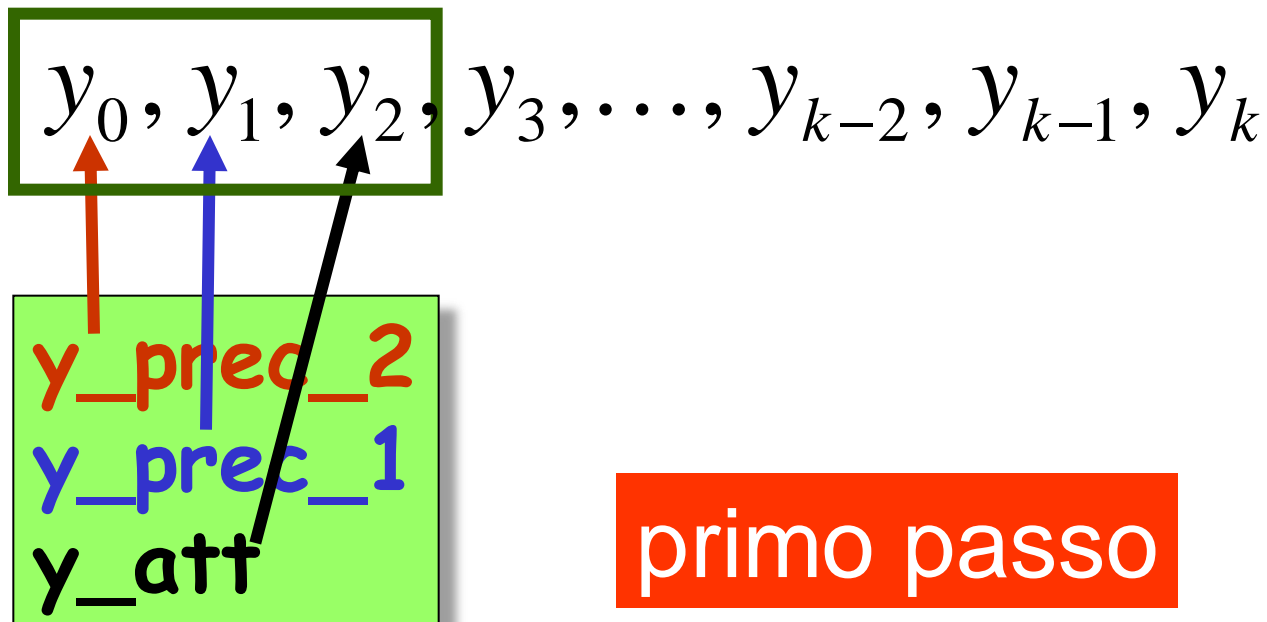 y₀, y₁, y₂, y₃,..., yₖ₋₂, yₖ₋₁, yₖ
y_prec_2
y_prec_1
y_att
primo passo